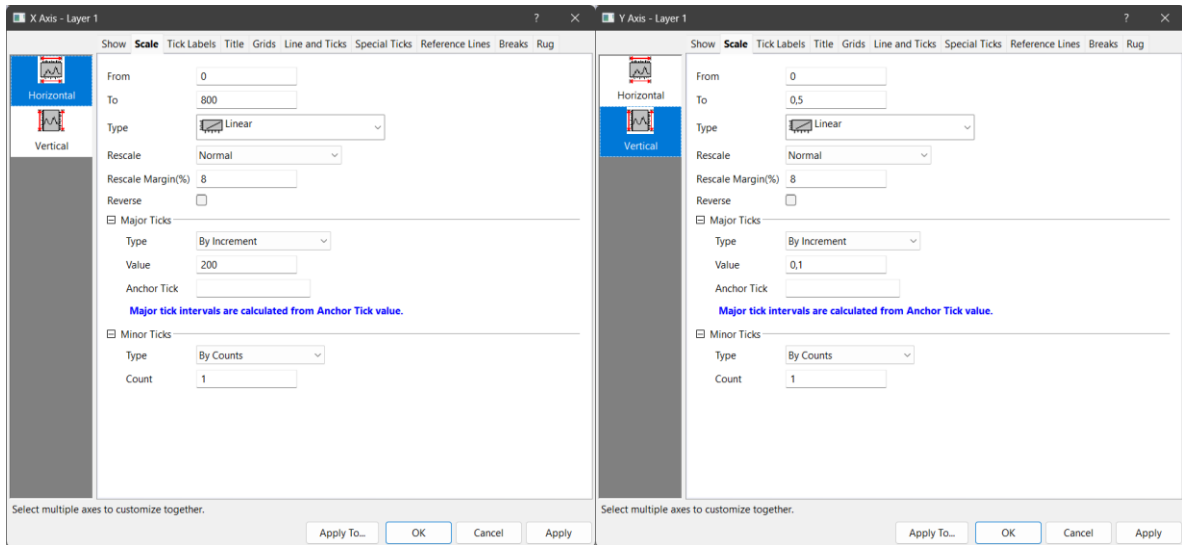 X Axis - Layer 1
? ×
Show Scale Tick Labels Title Grids Line and Ticks Special Ticks Reference Lines Breaks Rug
Horizontal
Vertical
From 0
To 800
Type Linear
Rescale Normal
Rescale Margin(%) 8
Reverse
Major Ticks
Type By Increment
Value 200
Anchor Tick
Major tick intervals are calculated from Anchor Tick value.
Minor Ticks
Type By Counts
Count 1
Select multiple axes to customize together.
Apply To... OK Cancel Apply
Y Axis - Layer 1
? ×
Show Scale Tick Labels Title Grids Line and Ticks Special Ticks Reference Lines Breaks Rug
Horizontal
Vertical
From 0
To 0,5
Type Linear
Rescale Normal
Rescale Margin(%) 8
Reverse
Major Ticks
Type By Increment
Value 0,1
Anchor Tick
Major tick intervals are calculated from Anchor Tick value.
Minor Ticks
Type By Counts
Count 1
Select multiple axes to customize together.
Apply To... OK Cancel Apply